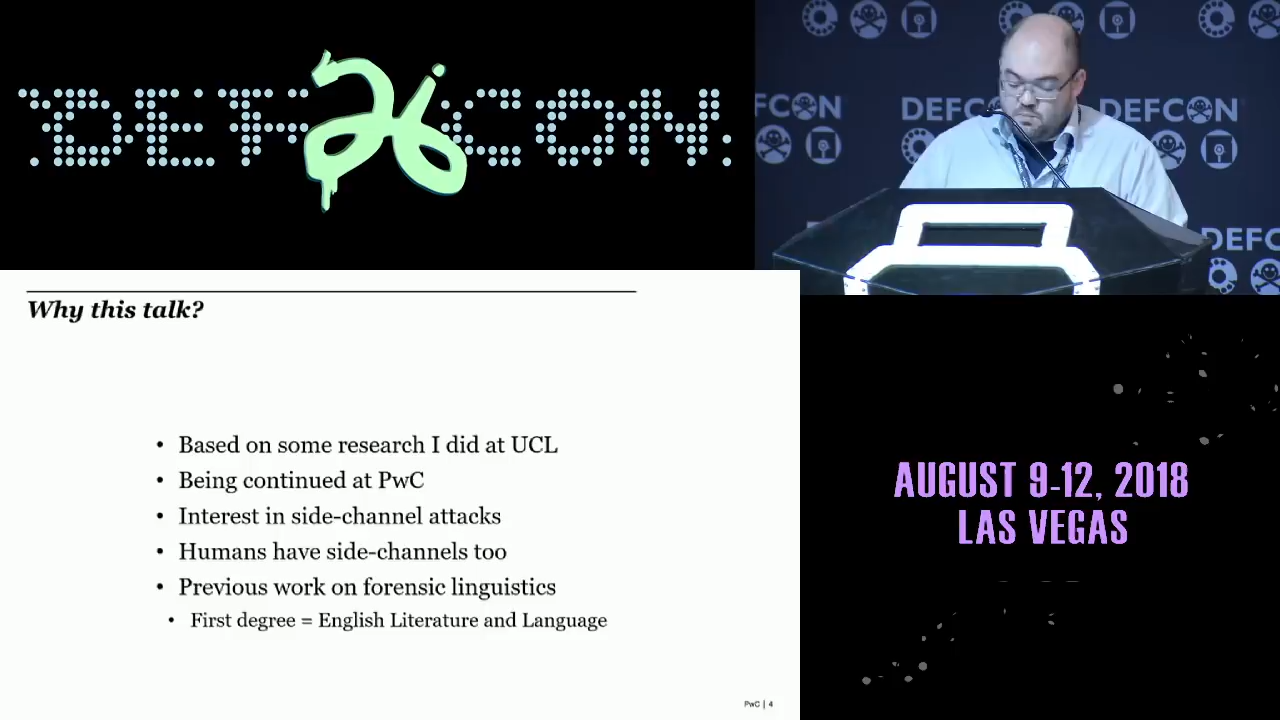 DEF 26 CON
DEFCON
DEFCON
DEFCON
DEFC
Why this talk?
• Based on some research I did at UCL
• Being continued at PwC
• Interest in side-channel attacks
• Humans have side-channels too
• Previous work on forensic linguistics
• First degree = English Literature and Language
PwC | 4
AUGUST 9-12, 2018
LAS VEGAS